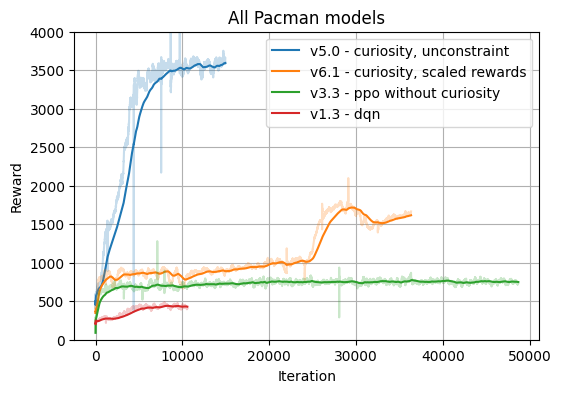 All Pacman models
4000
3500
3000
2500
2000
1500
1000
500
0
Reward
v5.0 - curiosity, unconstraint
v6.1 - curiosity, scaled rewards
v3.3 - ppo without curiosity
v1.3 - dqn
0 10000 20000 30000 40000 50000
Iteration